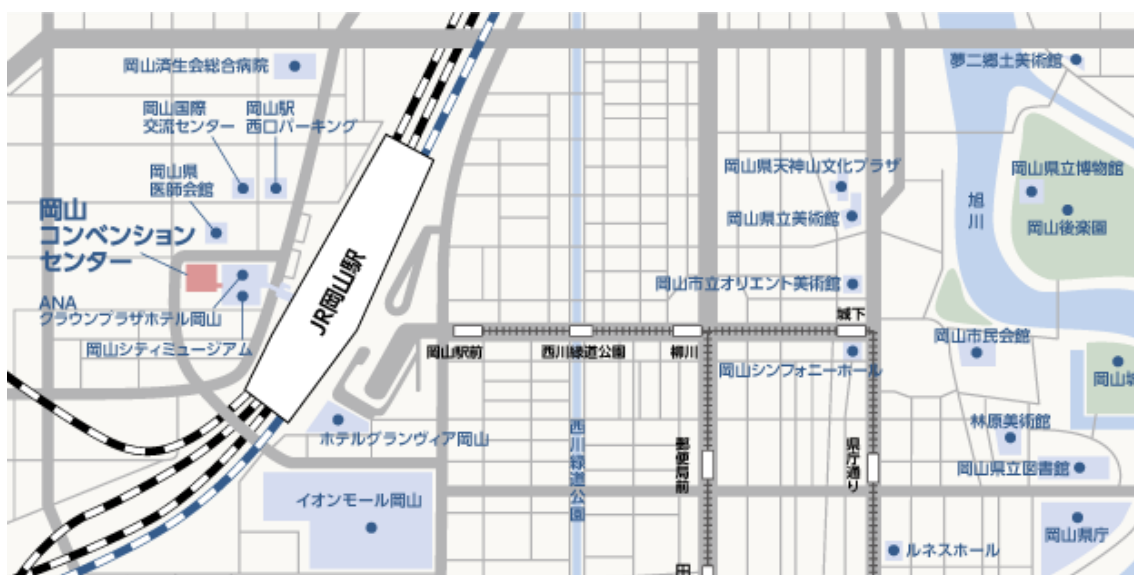 岡山済生会総合病院
岡山国際
交流センター
岡山駅
西口パーキング
岡山県
医師会館
岡山
コンベンション
センター
ANA
クラウンプラザホテル岡山
岡山シティミュージアム
JR岡山駅
ホテルグランヴィア岡山
イオンモール岡山
岡山駅前
西川緑道公園
柳川
城下
西川緑道公園
郵便局前
県庁通り
田
夢二郷土美術館
岡山県天神山文化プラザ
岡山県立美術館
岡山市立オリエント美術館
岡山シンフォニーホール
旭川
岡山県立博物館
岡山後楽園
岡山市民会館
岡山城
林原美術館
岡山県立図書館
岡山県庁
ルネスホール